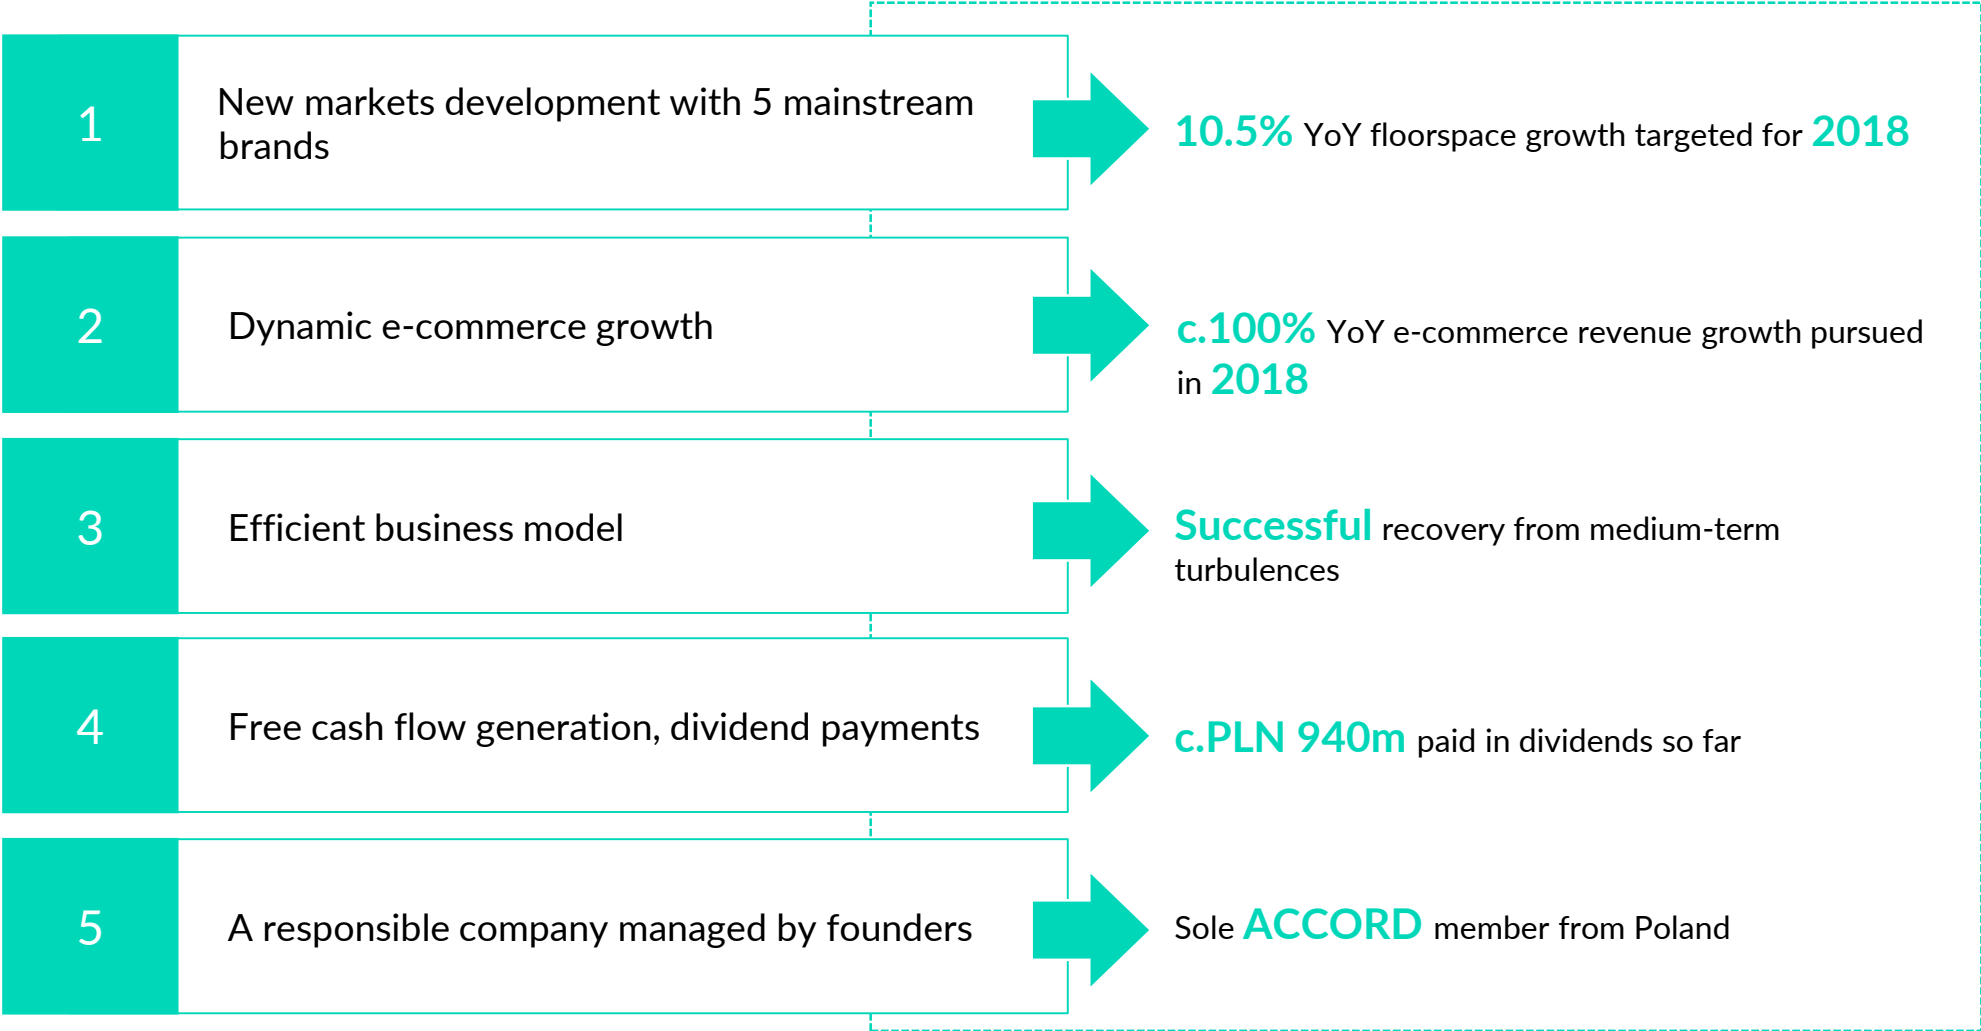 1
New markets development with 5 mainstream
brands
10.5% YoY floorspace growth targeted for 2018
2
Dynamic e-commerce growth
c.100% YoY e-commerce revenue growth pursued
in 2018
3
Efficient business model
Successful recovery from medium-term
turbulences
4
Free cash flow generation, dividend payments
c.PLN 940m paid in dividends so far
5
A responsible company managed by founders
Sole ACCORD member from Poland